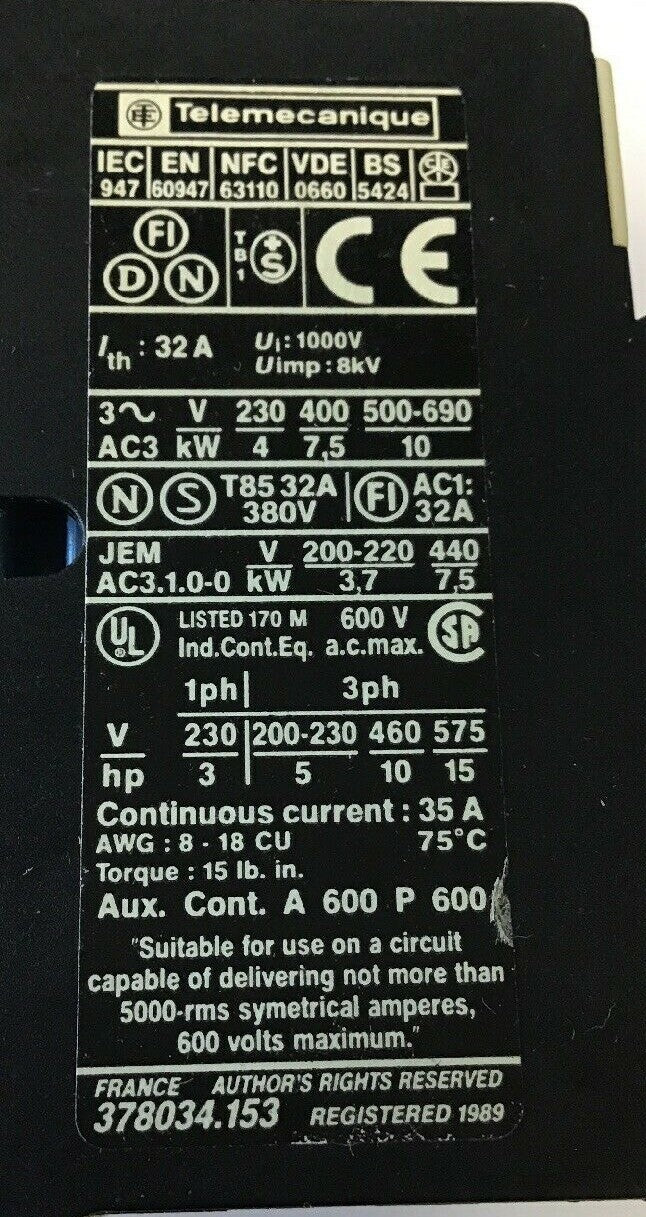 Telemecanique
IEC 947 EN 60947 NFC 63110 VDE 0660 BS 5424
FI D N TB1 +S CE
Ith : 32 A Ui : 1000V
Uimp : 8kV
3~ V 230 400 500-690
AC3 kW 4 7,5 10
N S T85 32A 380V FI AC1: 32A
JEM V 200-220 440
AC3.1.0-0 kW 3,7 7,5
UL LISTED 170 M 600 V SA
® Ind.Cont.Eq. a.c.max.
1ph 3ph
V 230 200-230 460 575
hp 3 5 10 15
Continuous current : 35 A
AWG : 8 - 18 CU 75°C
Torque : 15 lb. in.
Aux. Cont. A 600 P 600
"Suitable for use on a circuit
capable of delivering not more than
5000-rms symetrical amperes,
600 volts maximum."
FRANCE AUTHOR'S RIGHTS RESERVED
378034.153 REGISTERED 1989